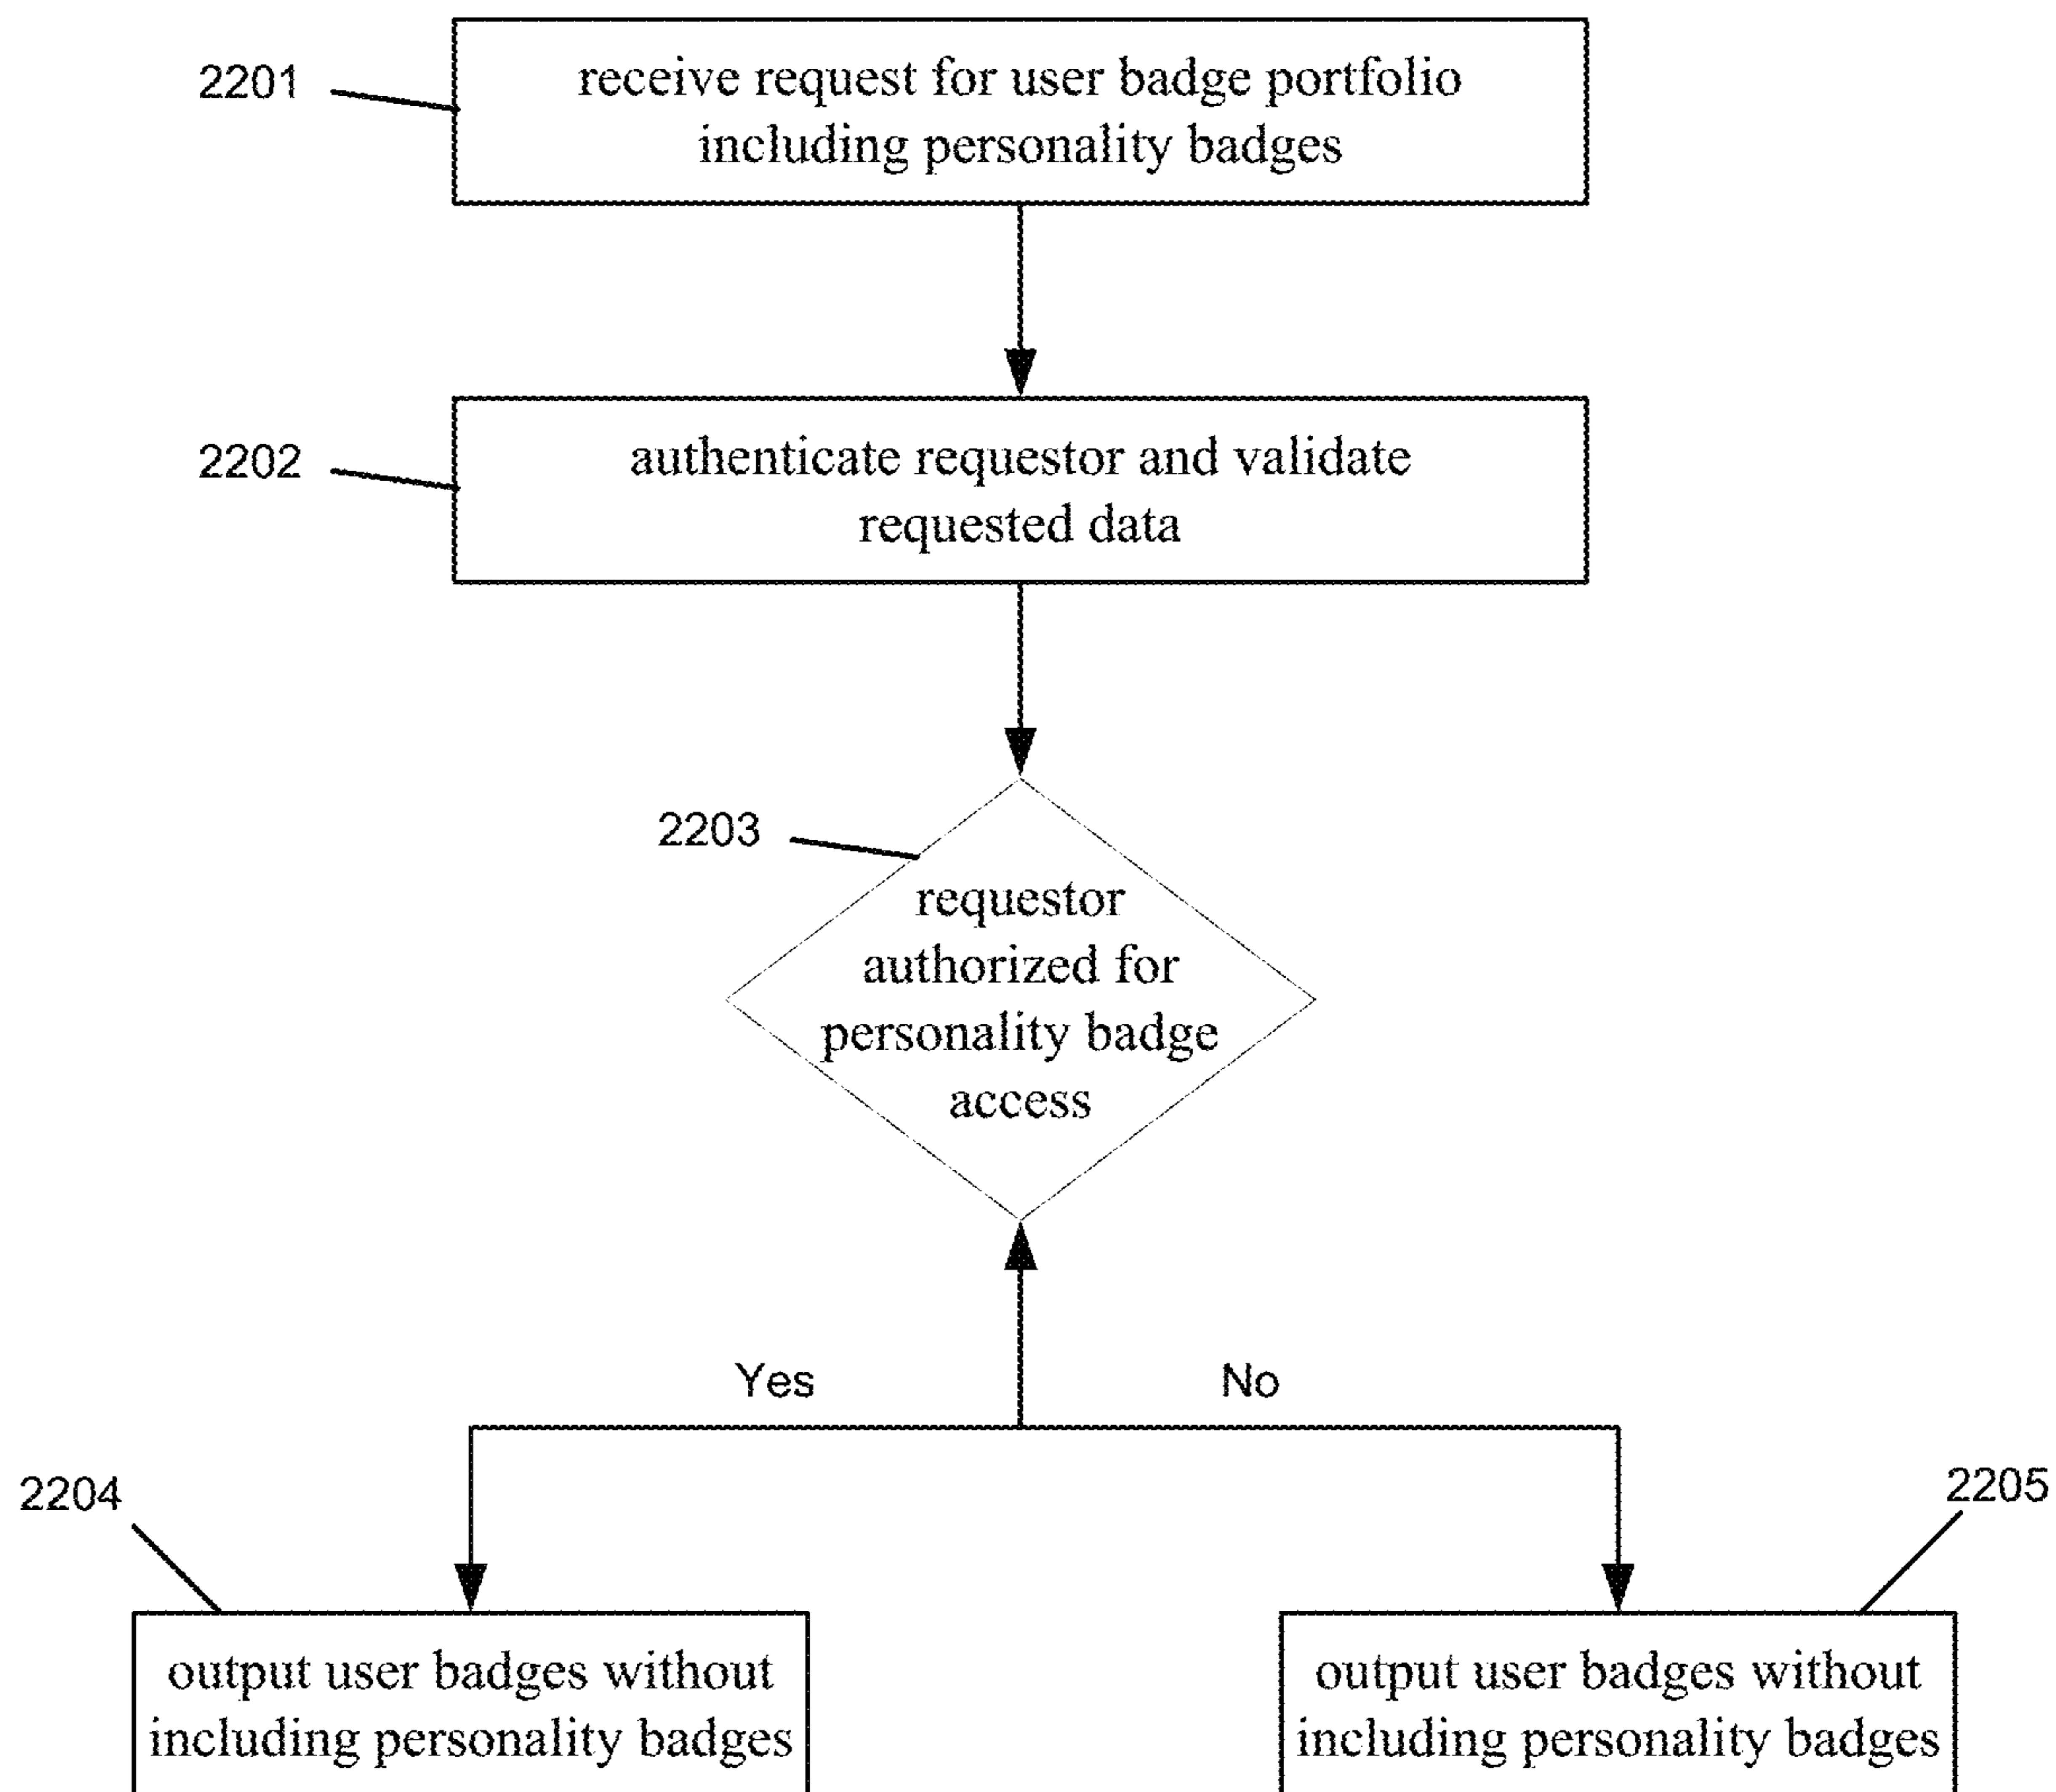 2201
receive request for user badge portfolio
including personality badges
2202
authenticate requestor and validate
requested data
2203
requestor
authorized for
personality badge
access
Yes
No
2204
2205
output user badges without
including personality badges
output user badges without
including personality badges